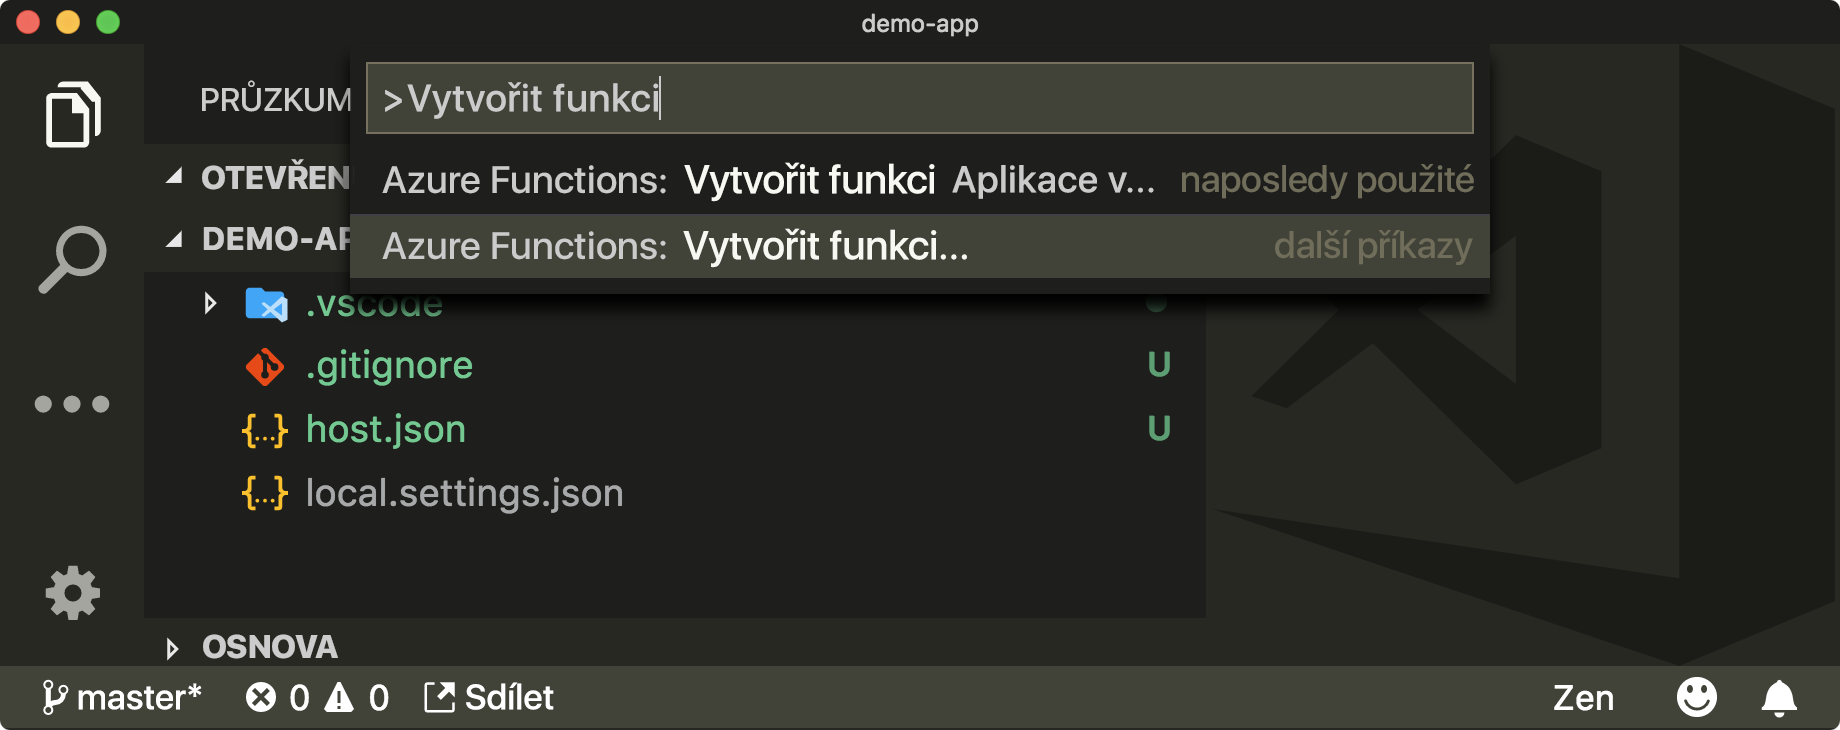 demo-app
PRŮZKUM
>Vytvořit funkci
OTEVŘEN
Azure Functions: Vytvořit funkci Aplikace v... naposledy použité
DEMO-AP
Azure Functions: Vytvořit funkci... další příkazy
.vscode
.gitignore U
{...} host.json U
{...} local.settings.json
OSNOVA
master* 0 0 Sdílet Zen